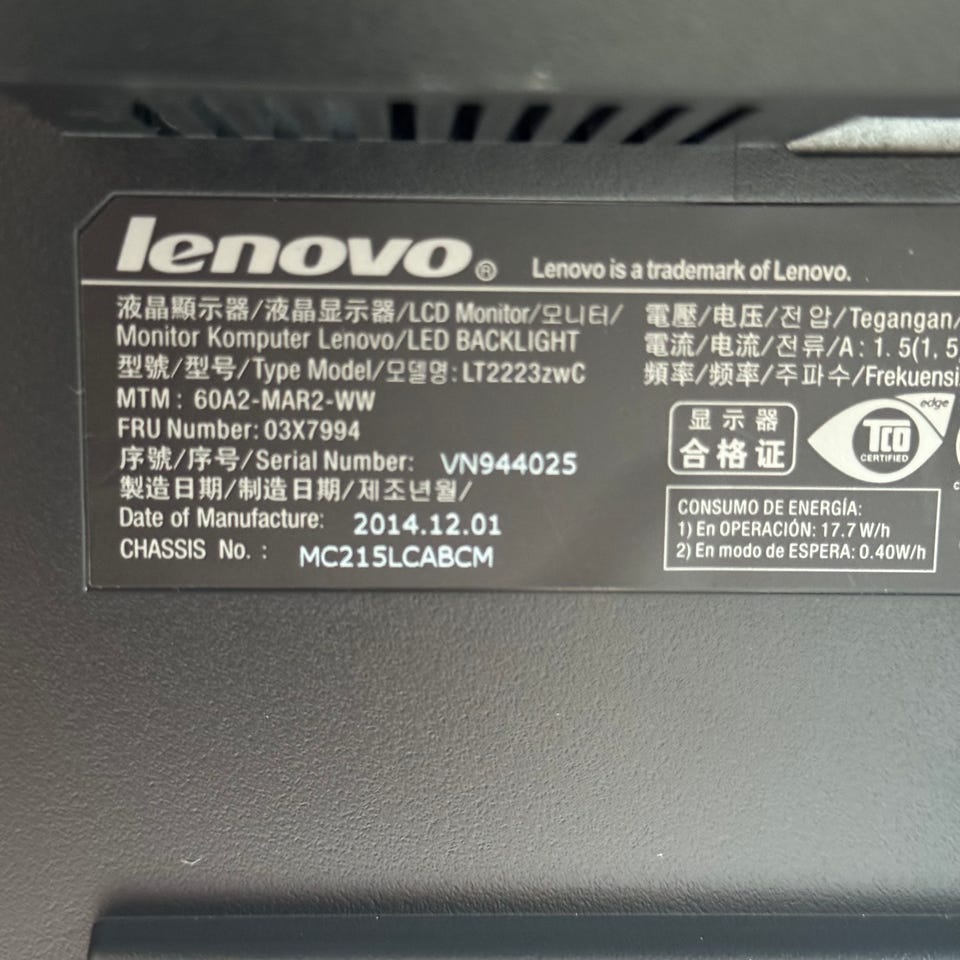 lenovo®
Lenovo is a trademark of Lenovo.
液晶顯示器/液晶显示器/LCD Monitor/모니터/
Monitor Komputer Lenovo/LED BACKLIGHT
型號/型号/Type Model/모델명: LT2223zwC
MTM : 60A2-MAR2-WW
FRU Number: 03X7994
序號/序号/Serial Number: VN944025
製造日期/制造日期/제조년월/
Date of Manufacture: 2014.12.01
CHASSIS No. : MC215LCABCM
電壓/电压/전압/Tegangan/
電流/电流/전류/A : 1.5(1,5
頻率/频率/주파수/Frekuensi
显示器
合格证
TCO
CERTIFIED
edge
CONSUMO DE ENERGÍA:
1) En OPERACIÓN: 17.7 W/h
2) En modo de ESPERA: 0.40W/h